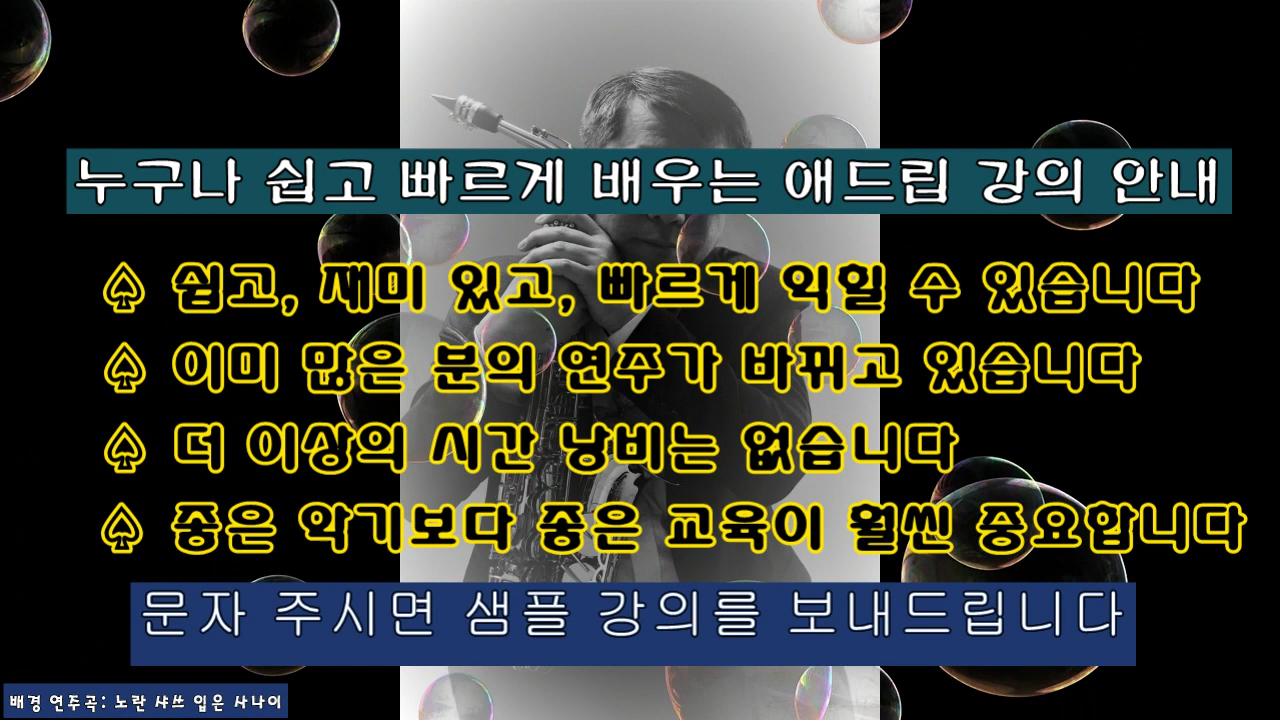 누구나 쉽고 빠르게 배우는 애드립 강의 안내
♤ 쉽고, 재미 있고, 빠르게 익힐 수 있습니다
♤ 이미 많은 분의 연주가 바뀌고 있습니다
♤ 더 이상의 시간 낭비는 없습니다
♤ 좋은 악기보다 좋은 교육이 훨씬 중요합니다
문자 주시면 샘플 강의를 보내드립니다
배경 연주곡: 노란 샤쓰 입은 사나이